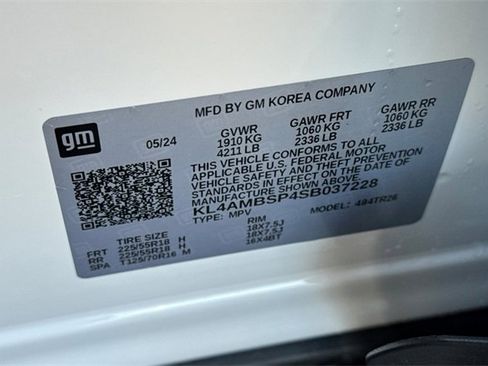 MFD BY GM KOREA COMPANY
gm
05/24 GVWR GAWR FRT GAWR RR
1910 KG 1060 KG 1060 KG
4211 LB 2336 LB 2336 LB
THIS VEHICLE CONFORMS TO ALL
APPLICABLE U.S. FEDERAL MOTOR
VEHICLE SAFETY AND THEFT PREVENTION
STANDARDS IN EFFECT ON THE DATE OF
MANUFACTURE SHOWN ABOVE.
KL4AMBSP4SB037228
TYPE: MPV MODEL: 494TR26
TIRE SIZE RIM
FRT 225/55R18 H 18X7.5J
RR 225/55R18 H 18X7.5J
SPA T125/70R16 M 16X4BT